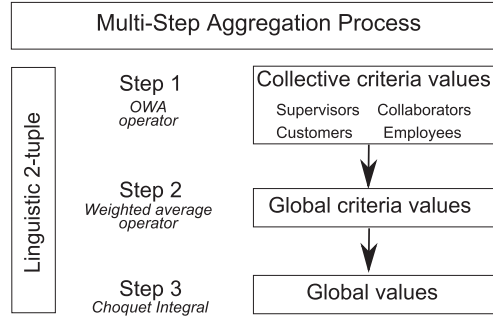 Multi-Step Aggregation Process
Linguistic 2-tuple
Step 1
OWA
operator
Collective criteria values
Supervisors Collaborators
Customers Employees
Step 2
Weighted average
operator
Global criteria values
Step 3
Choquet Integral
Global values